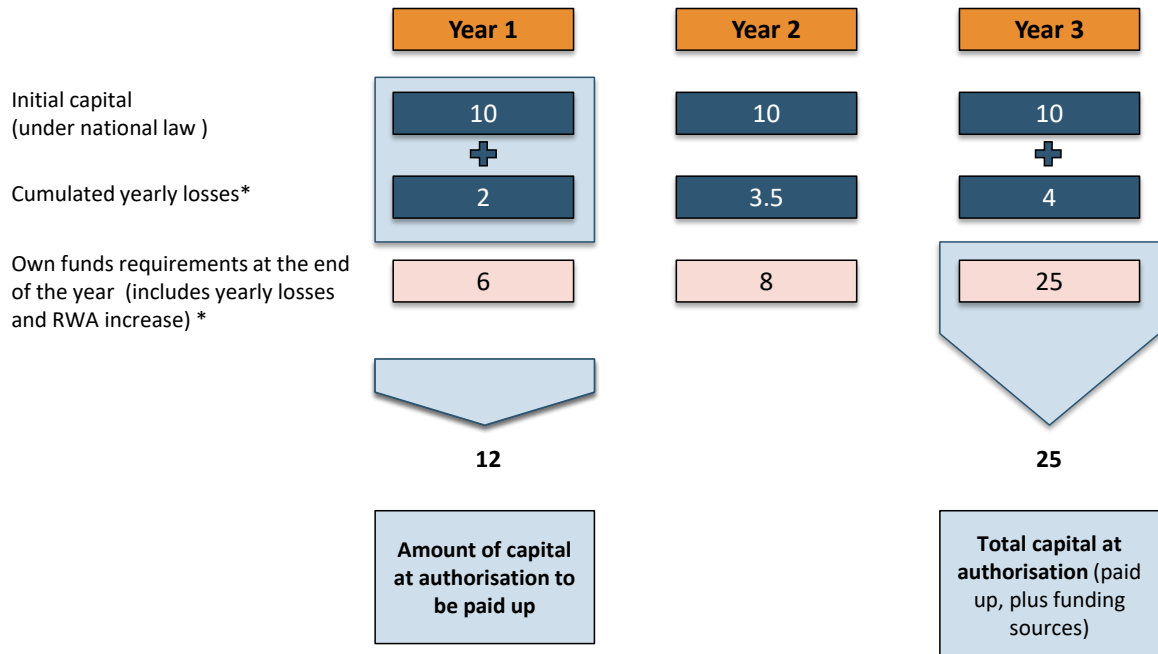 Year 1
Year 2
Year 3
Initial capital
(under national law )
10
10
10
Cumulated yearly losses*
2
3.5
4
Own funds requirements at the end
of the year (includes yearly losses
and RWA increase) *
6
8
25
12
25
Amount of capital
at authorisation to
be paid up
Total capital at
authorisation (paid
up, plus funding
sources)